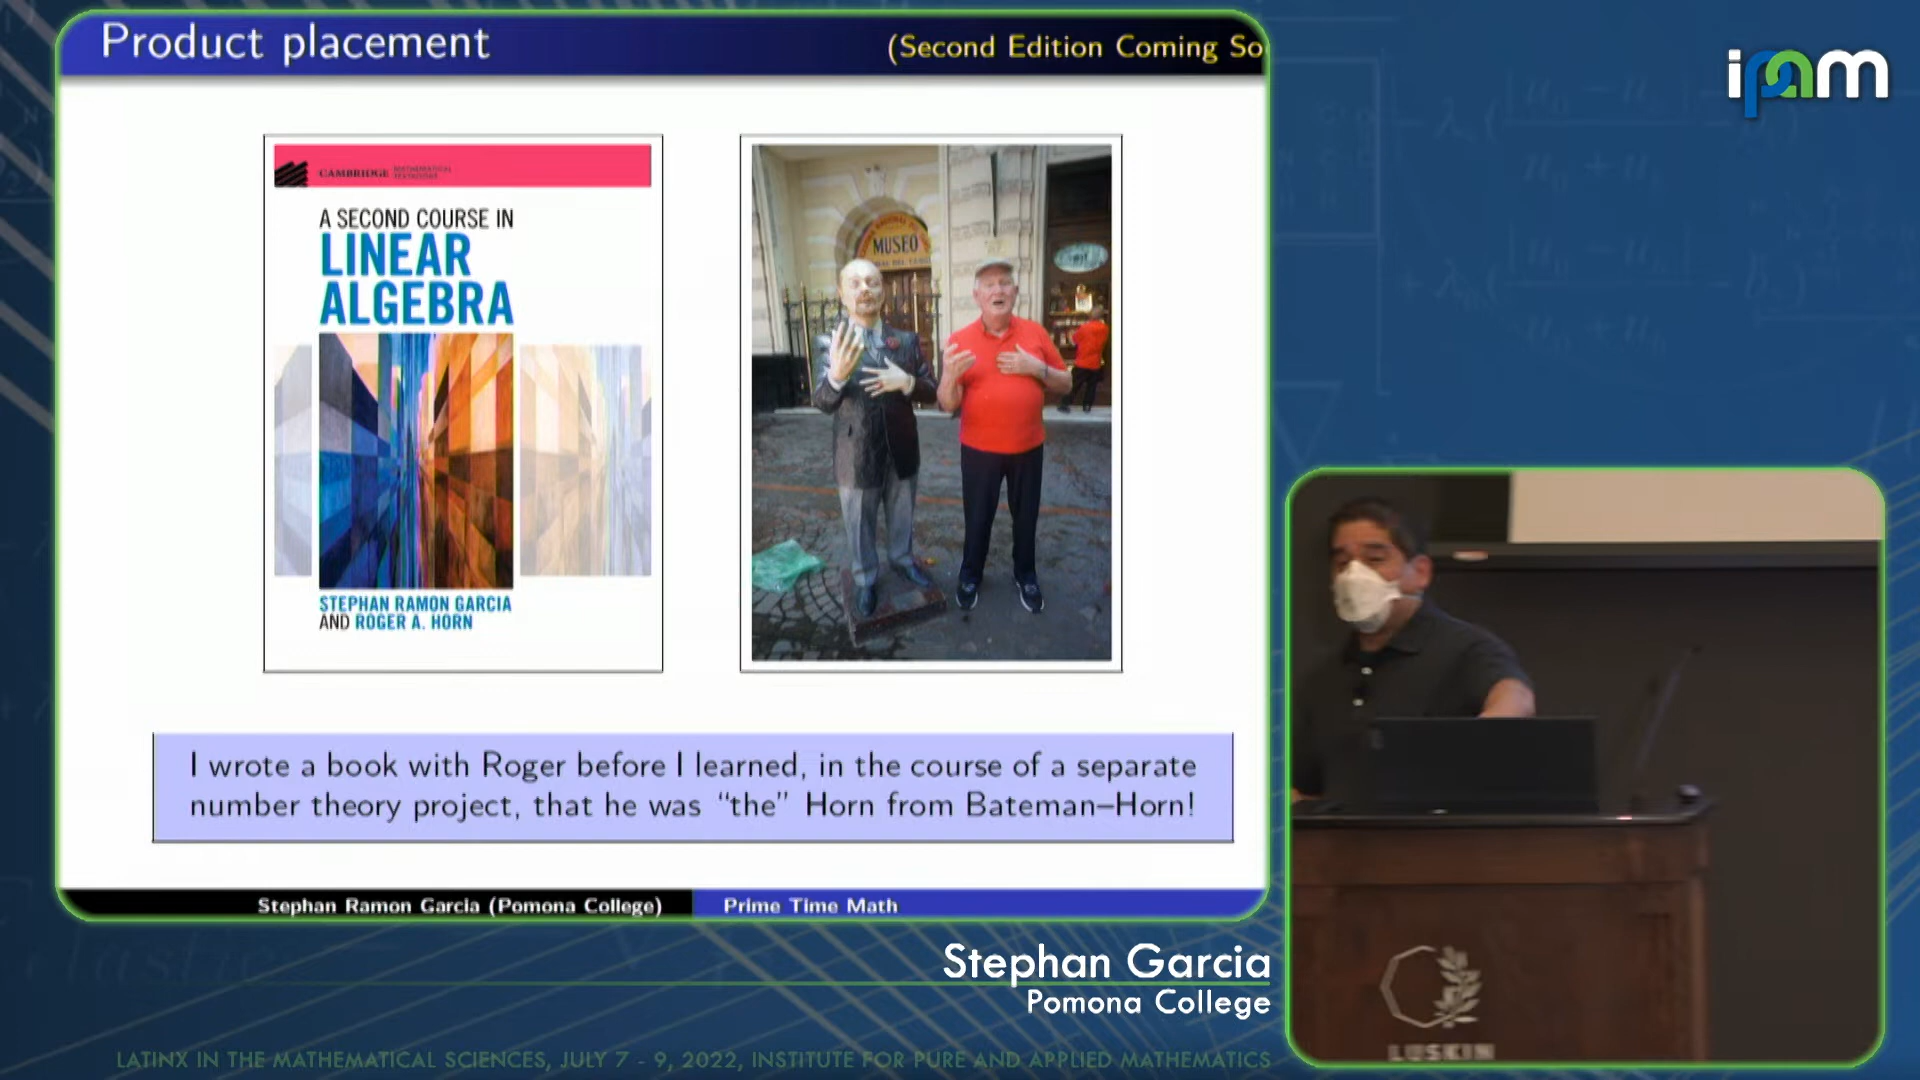 Product placement
(Second Edition Coming So
ipam
CAMBRIDGE MATHEMATICAL TEXTBOOKS
A SECOND COURSE IN
LINEAR
ALGEBRA
STEPHAN RAMON GARCIA
AND ROGER A. HORN
MUSEO
I wrote a book with Roger before I learned, in the course of a separate
number theory project, that he was “the” Horn from Bateman–Horn!
Stephan Ramon Garcia (Pomona College)
Prime Time Math
Stephan Garcia
Pomona College
LUSKIN
LATINX IN THE MATHEMATICAL SCIENCES, JULY 7 - 9, 2022, INSTITUTE FOR PURE AND APPLIED MATHEMATICS